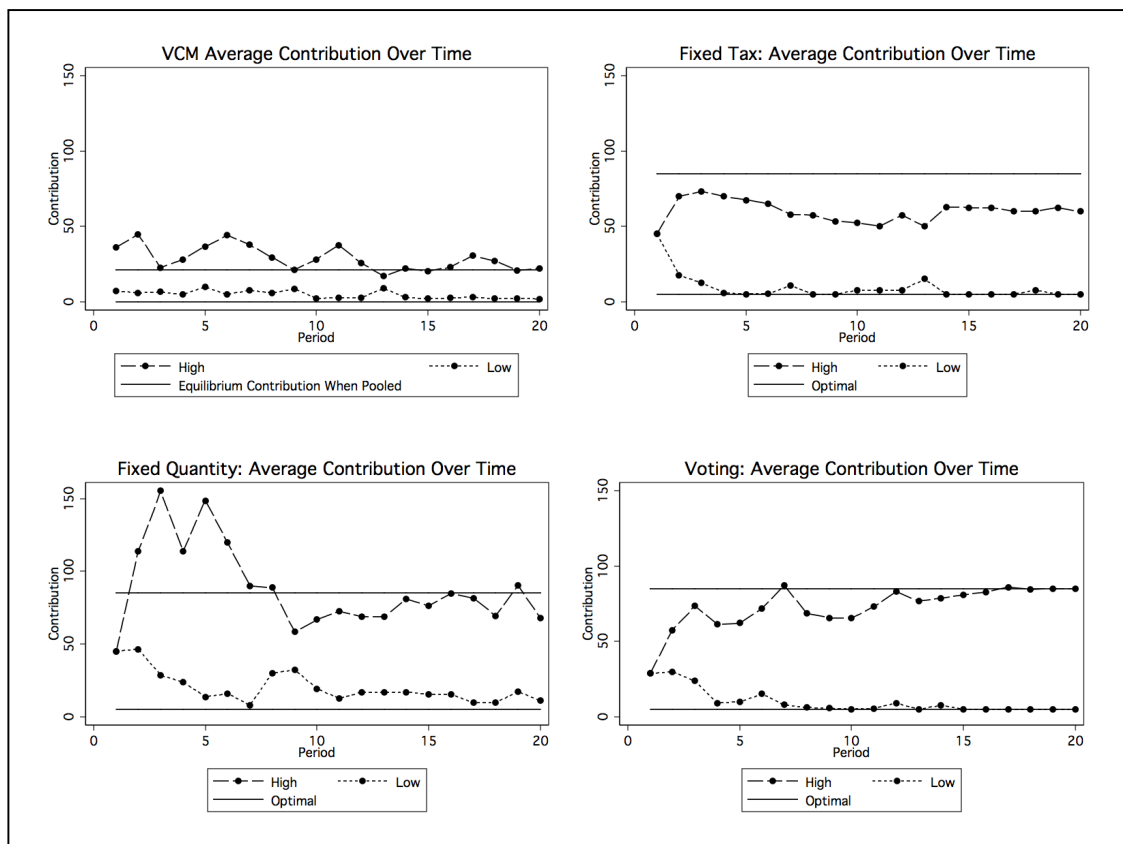 VCM Average Contribution Over Time
Contribution
0 50 100 150
0 5 10 15 20
Period
High Low
Equilibrium Contribution When Pooled
Fixed Tax: Average Contribution Over Time
Contribution
0 50 100 150
0 5 10 15 20
Period
High Low
Optimal
Fixed Quantity: Average Contribution Over Time
Contribution
0 50 100 150
0 5 10 15 20
Period
High Low
Optimal
Voting: Average Contribution Over Time
Contribution
0 50 100 150
0 5 10 15 20
Period
High Low
Optimal